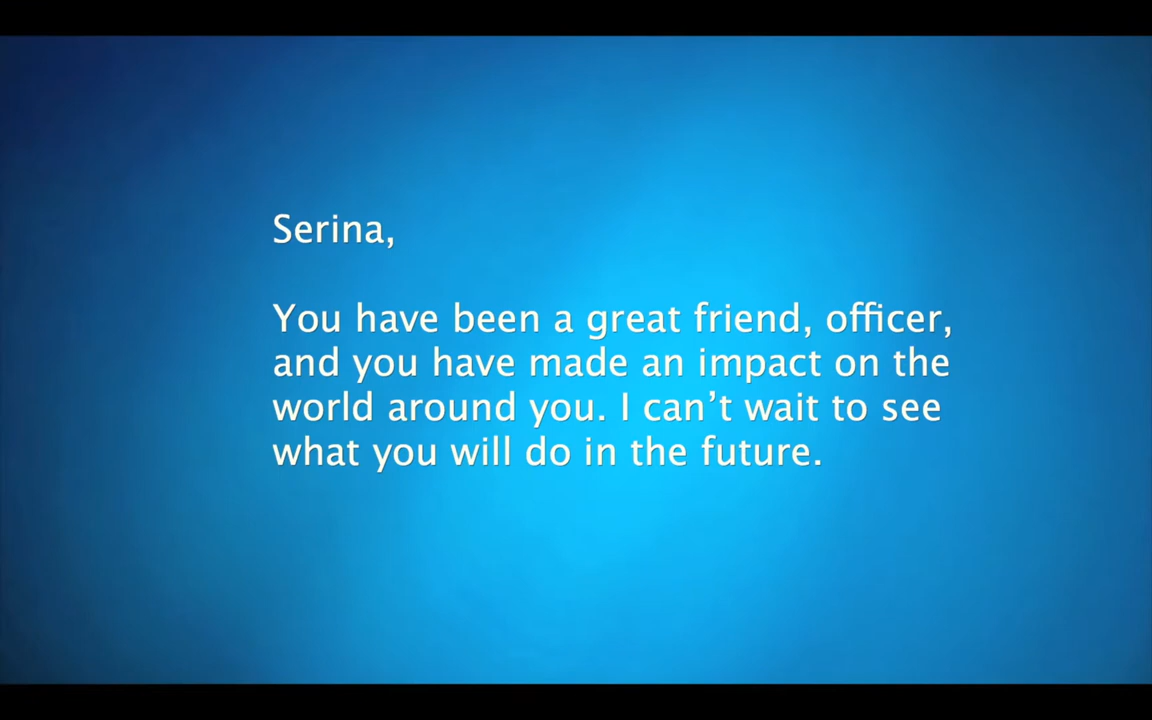 Serina,
You have been a great friend, officer,
and you have made an impact on the
world around you. I can’t wait to see
what you will do in the future.